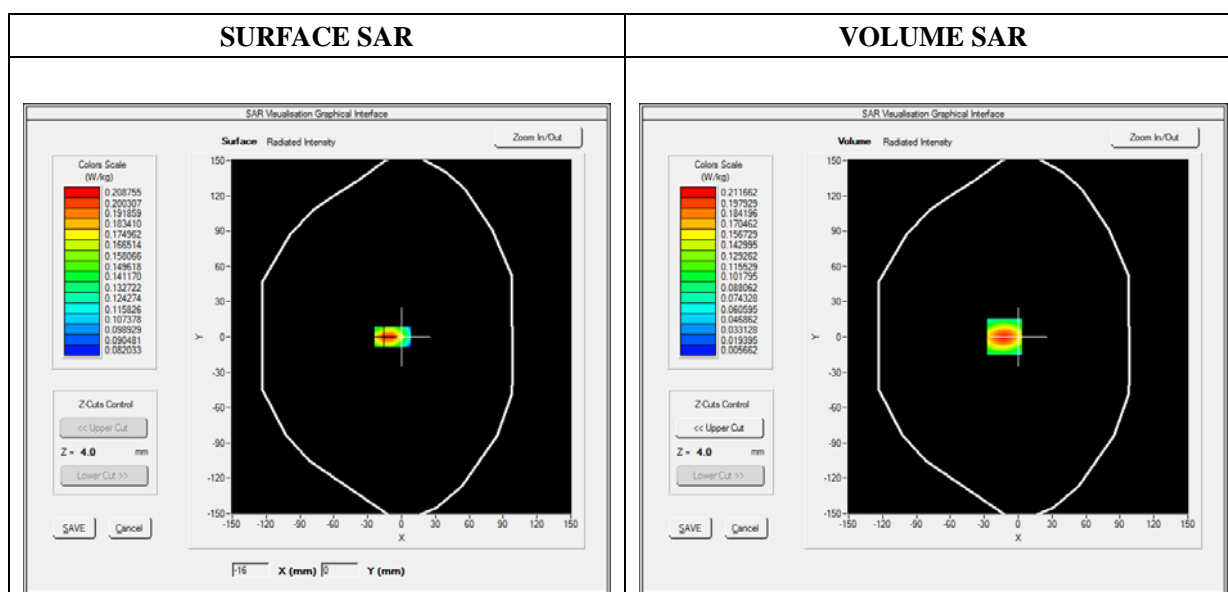 SURFACE SAR
VOLUME SAR
SAR Visualisation Graphical Interface
Surface Radiated Intensity
Zoom In/Out
Colors Scale
(W/kg)
0.208755
0.200307
0.191859
0.183410
0.174962
0.166514
0.158066
0.149618
0.141170
0.132722
0.124274
0.115826
0.107378
0.098929
0.090481
0.082033
Z-Cuts Control
<< Upper Cut
Z = 4.0 mm
Lower Cut >>
SAVE Cancel
150
120
90
60
30
0
-30
-60
-90
-120
-150
Y
-150 -120 -90 -60 -30 0 30 60 90 120 150
X
-16 X (mm) 0 Y (mm)
SAR Visualisation Graphical Interface
Volume Radiated Intensity
Zoom In/Out
Colors Scale
(W/kg)
0.211662
0.197929
0.184196
0.170462
0.156729
0.142995
0.129262
0.115529
0.101795
0.088062
0.074328
0.060595
0.046862
0.033128
0.019395
0.005662
Z-Cuts Control
<< Upper Cut
Z = 4.0 mm
Lower Cut >>
SAVE Cancel
150
120
90
60
30
0
-30
-60
-90
-120
-150
Y
-150 -120 -90 -60 -30 0 30 60 90 120 150
X